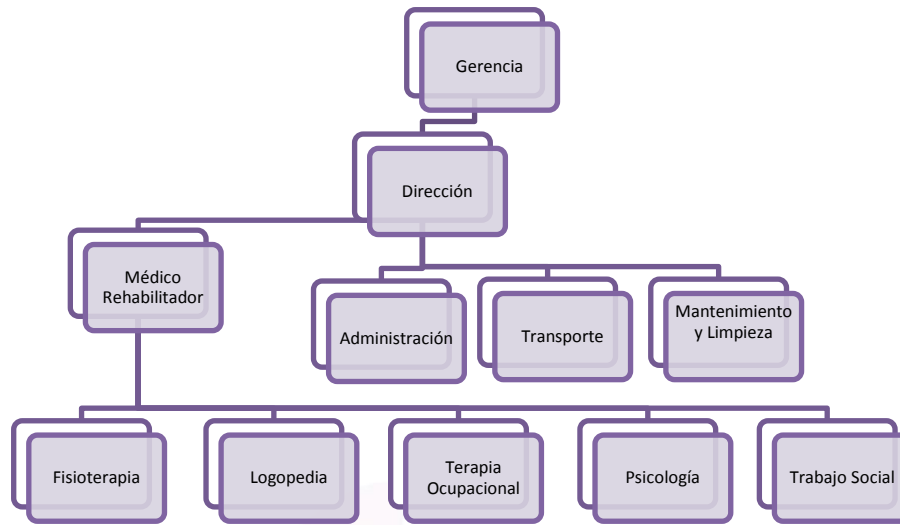 Gerencia
Dirección
Médico
Rehabilitador
Administración
Transporte
Mantenimiento
y Limpieza
Fisioterapia
Logopedia
Terapia
Ocupacional
Psicología
Trabajo Social